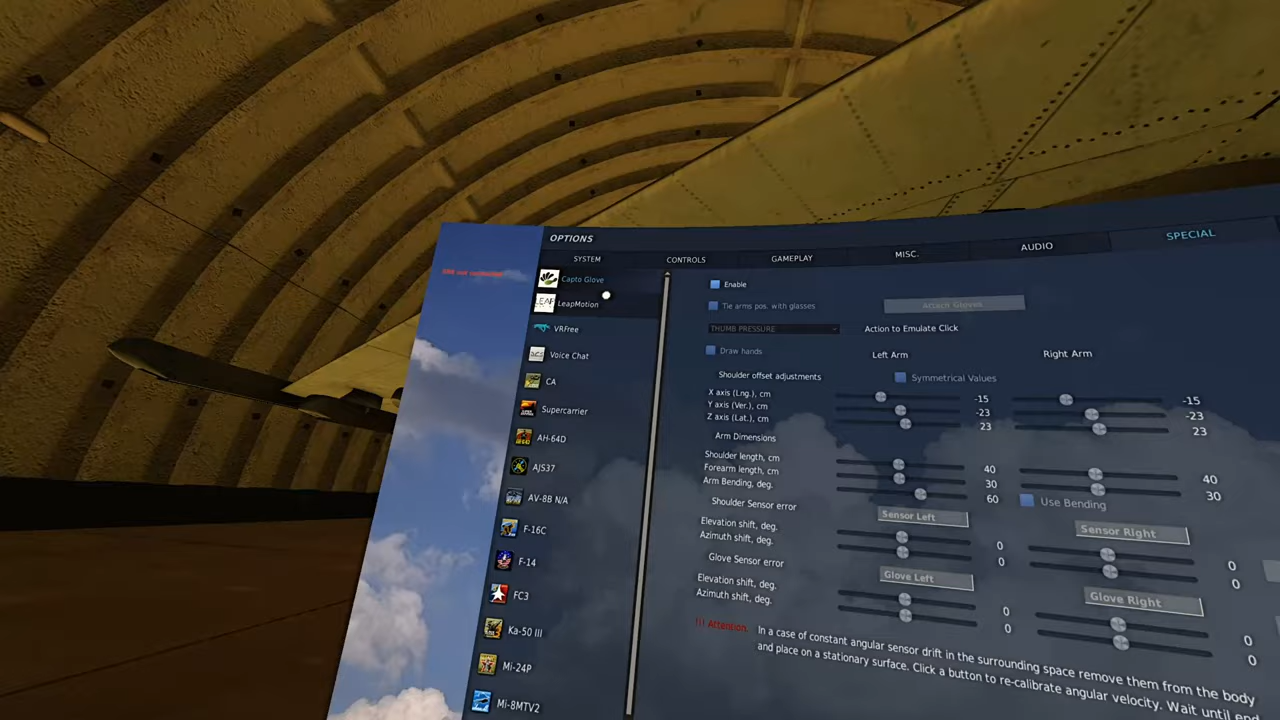 OPTIONS
SYSTEM CONTROLS GAMEPLAY MISC. AUDIO SPECIAL
Capto Glove
LEAP LeapMotion
VRFree
Voice Chat
CA
Supercarrier
AH-64D
AJS37
AV-8B N/A
F-16C
F-14
FC3
Ka-50 III
Mi-24P
Mi-8MTV2
Enable
Tie arms pos. with glasses Attach Gloves
THUMB PRESSURE Action to Emulate Click
Draw hands Left Arm Right Arm
Shoulder offset adjustments Symmetrical Values
X axis (Lng.), cm -15 -15
Y axis (Ver.), cm -23 -23
Z axis (Lat.), cm 23 23
Arm Dimensions
Shoulder length, cm 40 40
Forearm length, cm 30 30
Arm Bending, deg. 60 Use Bending
Shoulder Sensor error Sensor Left Sensor Right
Elevation shift, deg. 0 0
Azimuth shift, deg. 0 0
Glove Sensor error Glove Left Glove Right
Elevation shift, deg. 0 0
Azimuth shift, deg. 0 0
!!! Attention. In a case of constant angular sensor drift in the surrounding space remove them from the body
and place on a stationary surface. Click a button to re-calibrate angular velocity. Wait until end